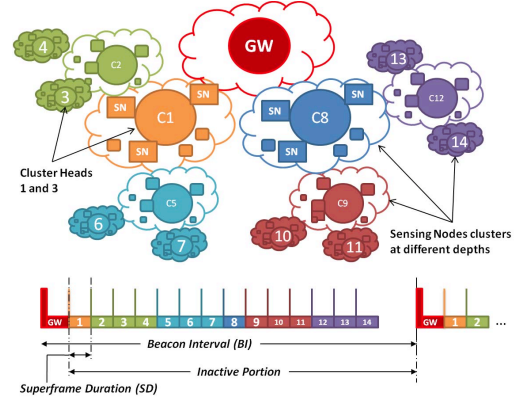 GW
4
C2
13
3
SN
SN
C12
C1
C8
14
SN
SN
SN
Cluster Heads
1 and 3
C5
C9
6
7
10
11
Sensing Nodes clusters
at different depths
GW 1 2 3 4 5 6 7 8 9 10 11 12 13 14 GW 1 2 ...
Beacon Interval (BI)
Inactive Portion
Superframe Duration (SD)